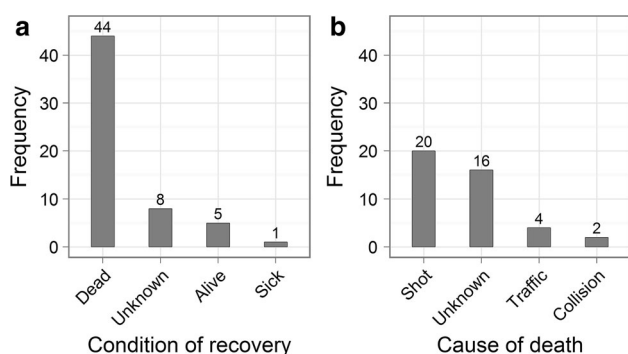 a
44
40
30
20
10
0
8
5
1
Frequency
Dead
Unknown
Alive
Sick
Condition of recovery
b
40
30
20
10
0
20
16
4
2
Frequency
Shot
Unknown
Traffic
Collision
Cause of death